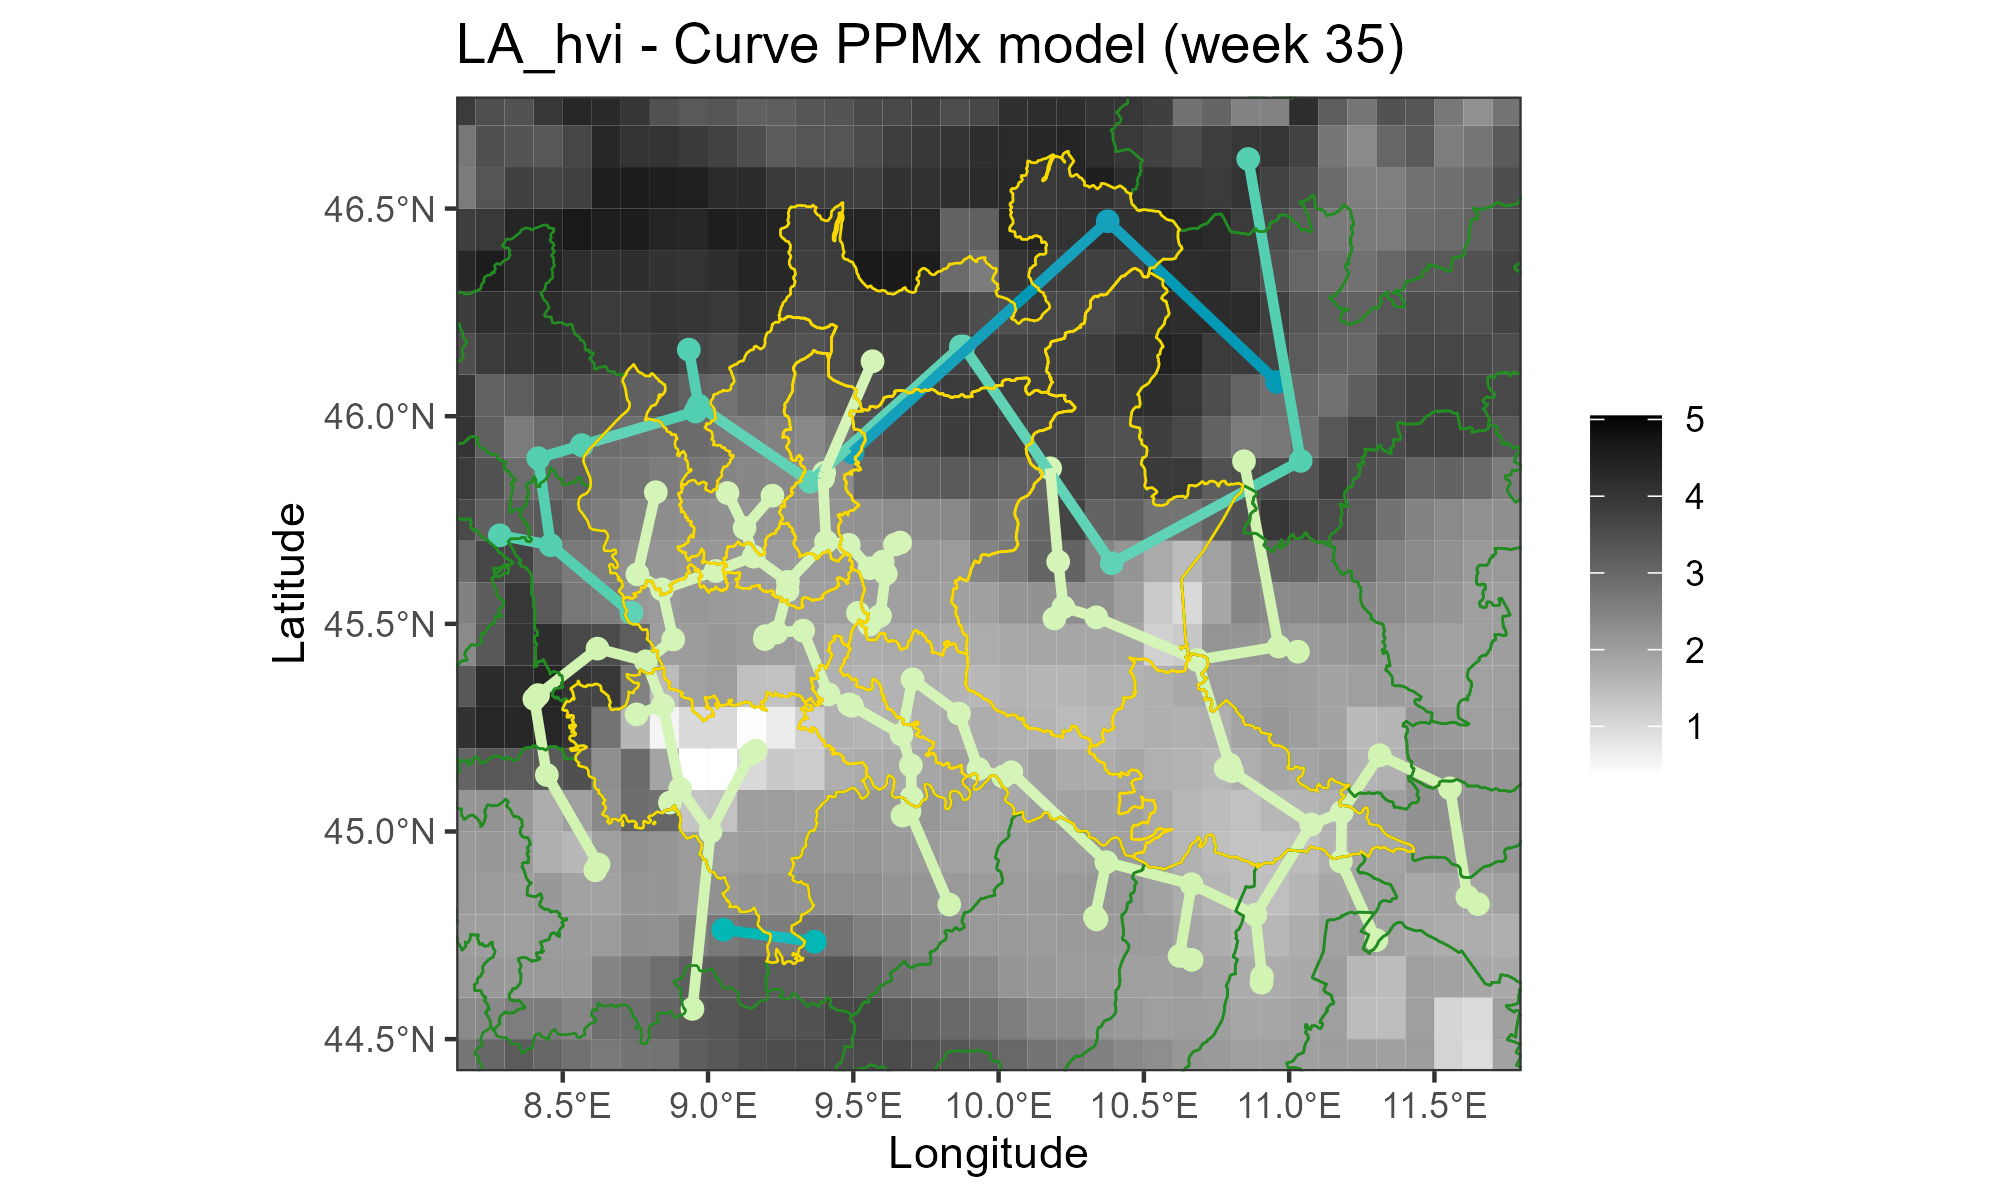 LA_hvi - Curve PPMx model (week 35)
46.5°N
46.0°N
45.5°N
45.0°N
44.5°N
Latitude
8.5°E 9.0°E 9.5°E 10.0°E 10.5°E 11.0°E 11.5°E
Longitude
5
4
3
2
1